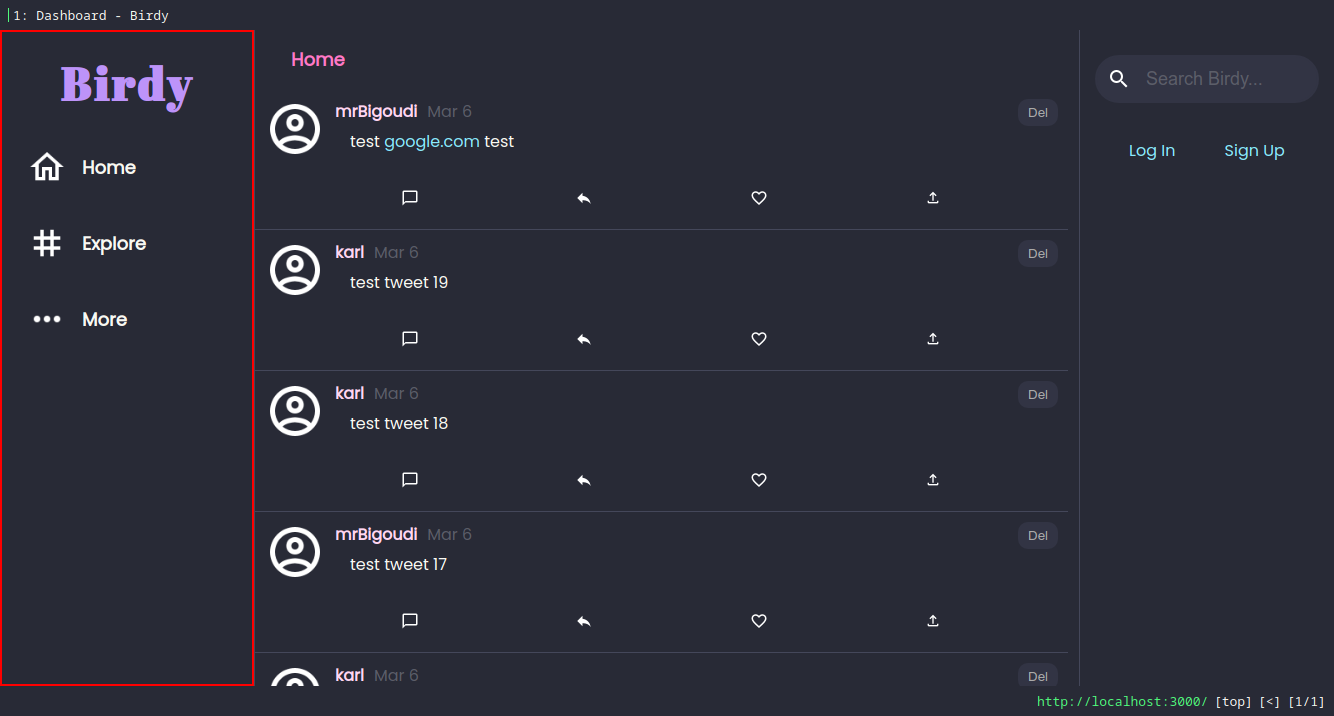 1: Dashboard - Birdy
Birdy
Home
Explore
More
Home
mrBigoudi Mar 6 Del
test google.com test
karl Mar 6 Del
test tweet 19
karl Mar 6 Del
test tweet 18
mrBigoudi Mar 6 Del
test tweet 17
karl Mar 6 Del
Search Birdy...
Log In Sign Up
http://localhost:3000/ [top] [<] [1/1]